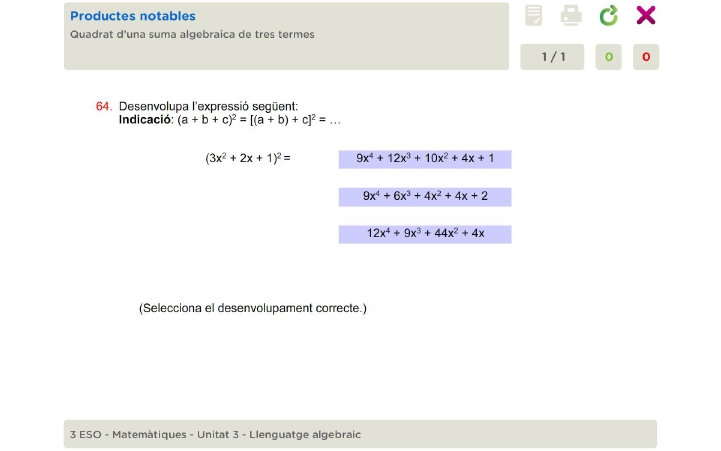 Productes notables
Quadrat d'una suma algebraica de tres termes
1 / 1
0
0
64. Desenvolupa l'expressió següent:
Indicació: (a + b + c)² = [(a + b) + c]² = …
(3x² + 2x + 1)² =
9x⁴ + 12x³ + 10x² + 4x + 1
9x⁴ + 6x³ + 4x² + 4x + 2
12x⁴ + 9x³ + 44x² + 4x
(Selecciona el desenvolupament correcte.)
3 ESO - Matemàtiques - Unitat 3 - Llenguatge algebraic